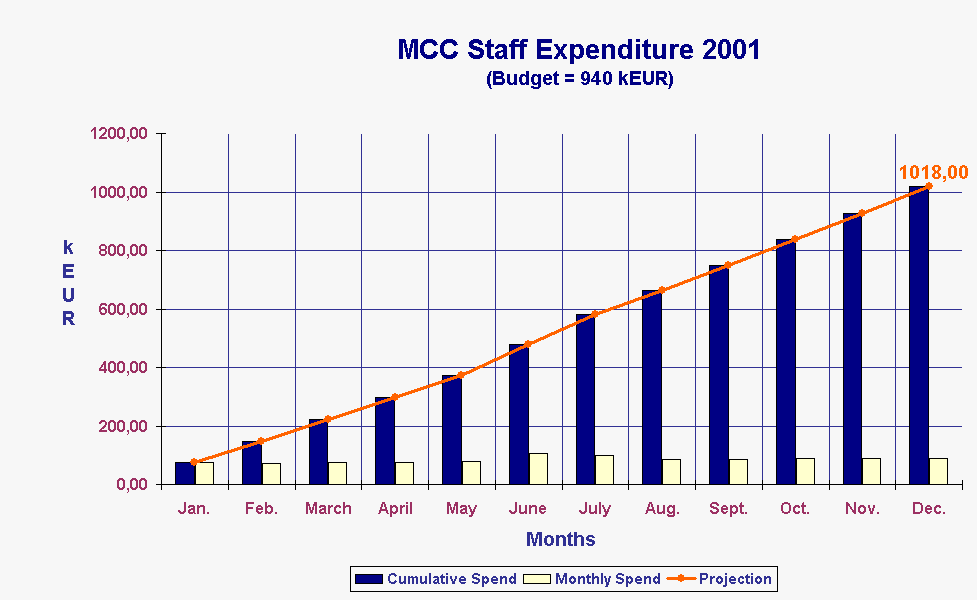 MCC Staff Expenditure 2001
(Budget = 940 kEUR)
1200,00
1018,00
1000,00
800,00
k
E
U
R
600,00
400,00
200,00
0,00
Jan. Feb. March April May June July Aug. Sept. Oct. Nov. Dec.
Months
Cumulative Spend Monthly Spend Projection